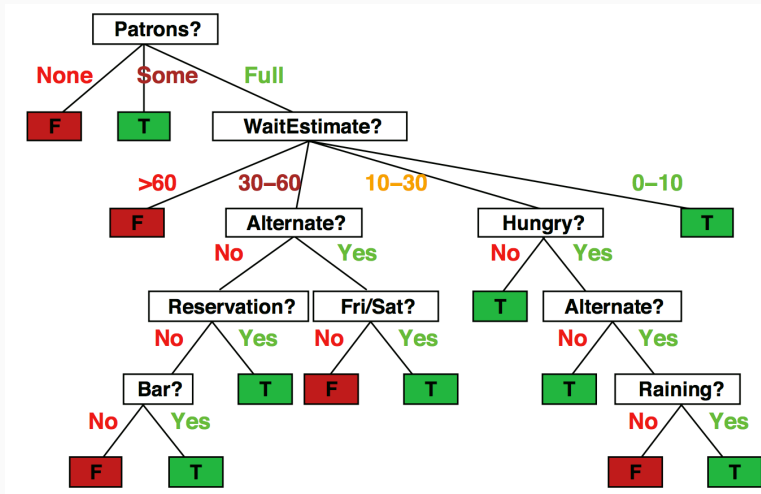 Patrons?
None Some Full
F T WaitEstimate?
>60 30–60 10–30 0–10
F Alternate? Hungry? T
No Yes No Yes
Reservation? Fri/Sat? T Alternate?
No Yes No Yes No Yes
Bar? T F T T Raining?
No Yes No Yes
F T F T